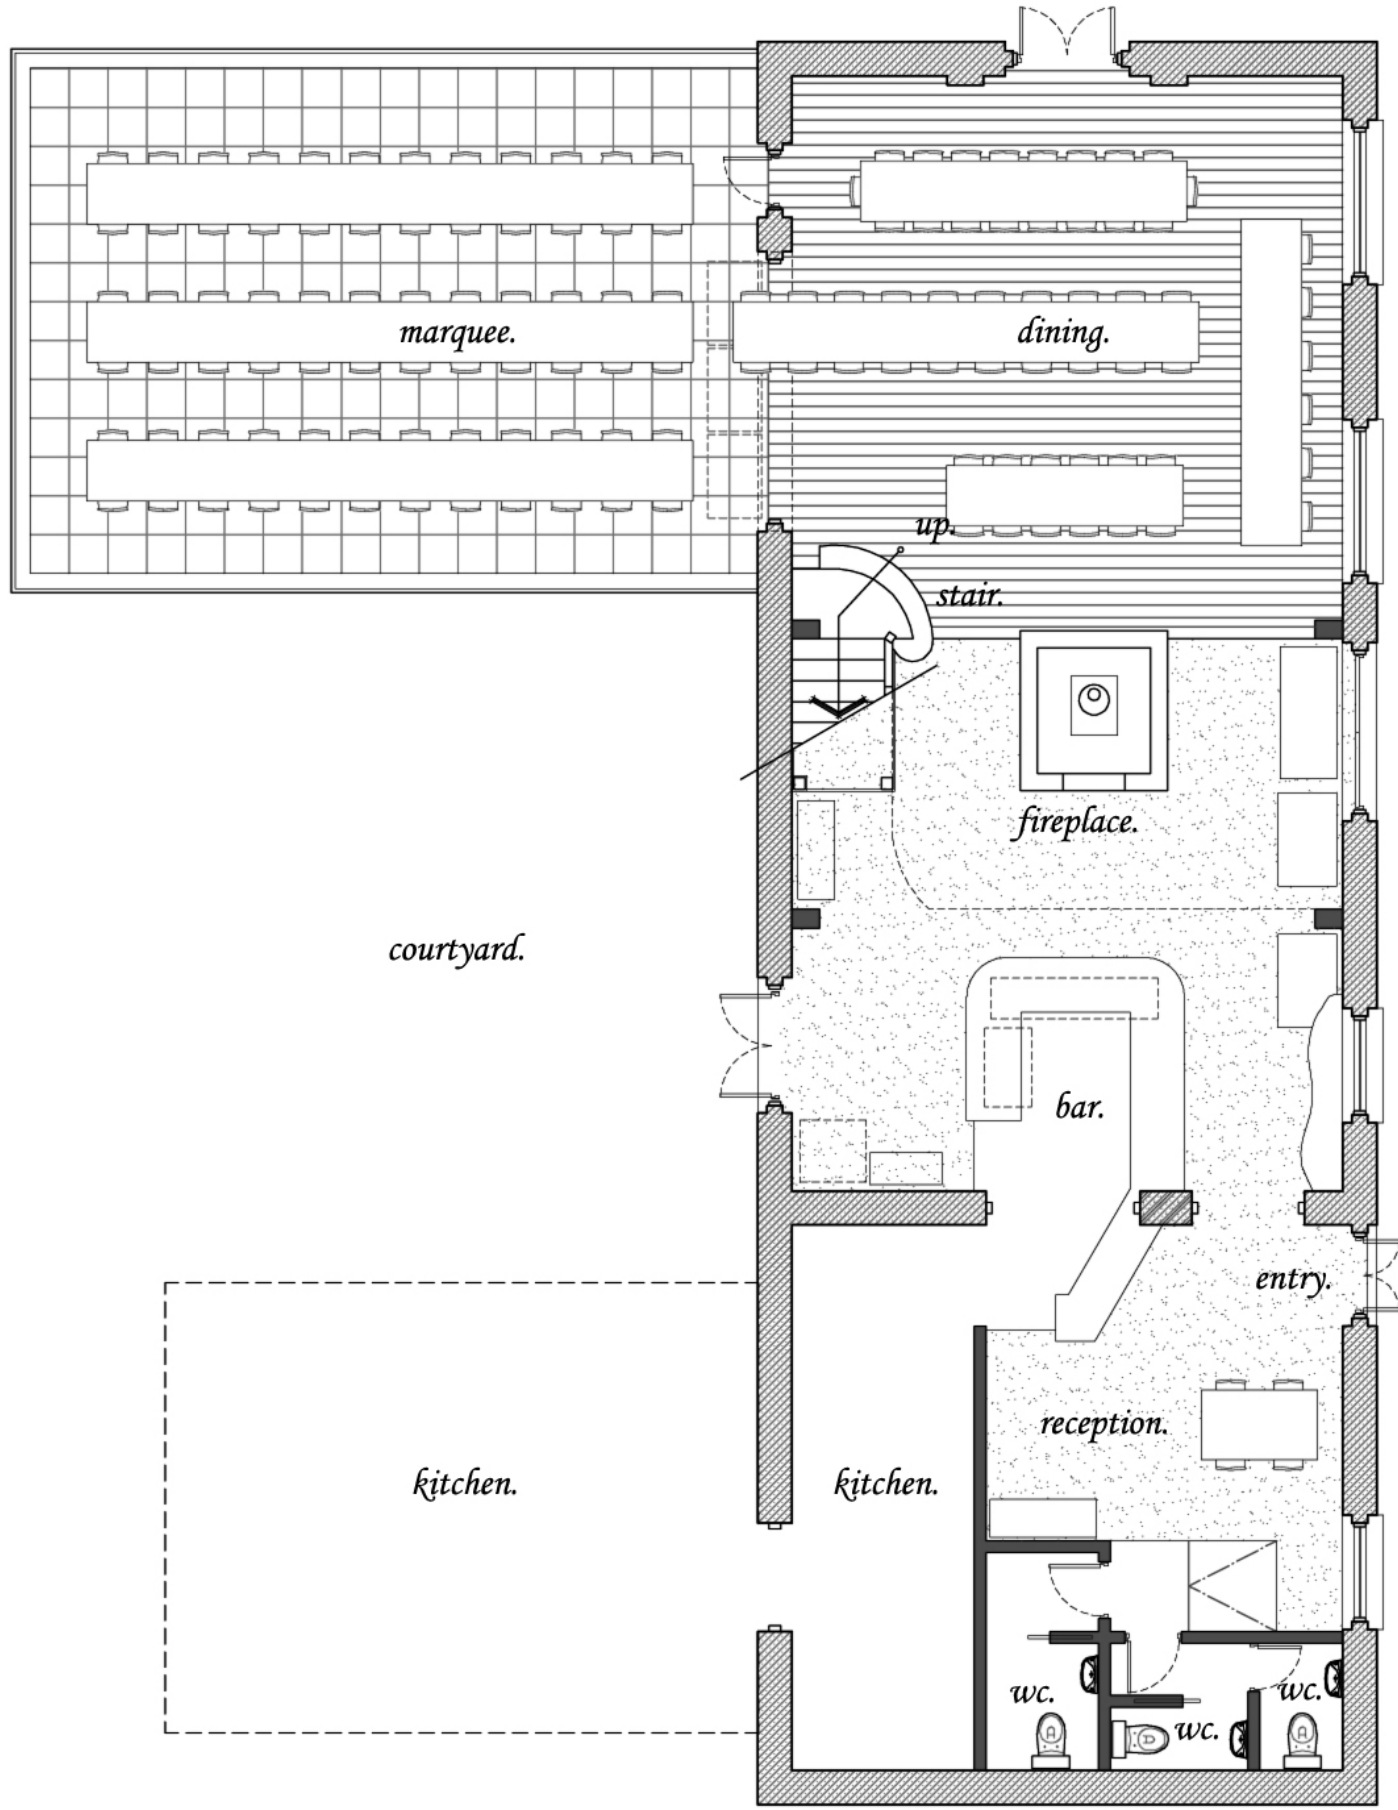 marquee.
dining.
up.
stair.
fireplace.
courtyard.
bar.
entry.
reception.
kitchen.
kitchen.
wc.
wc.
wc.